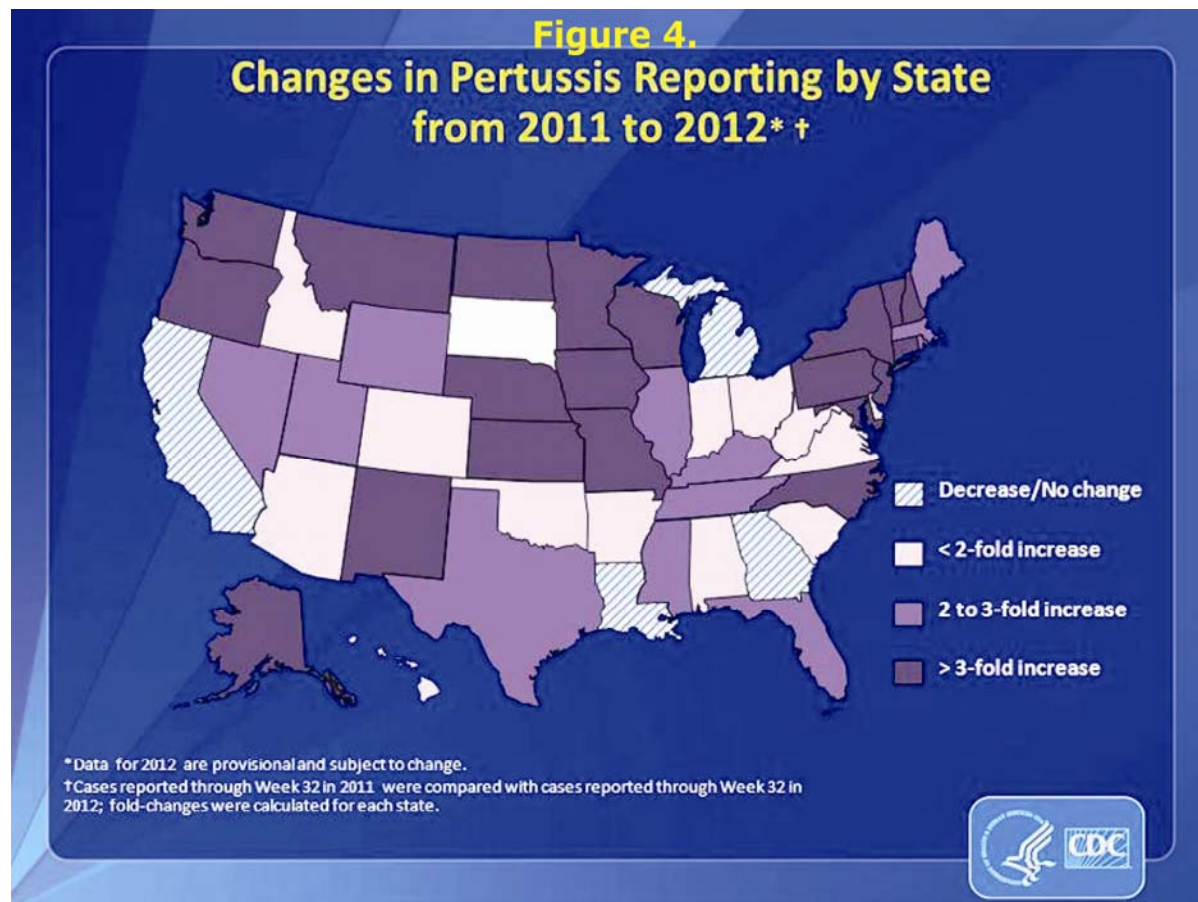 Figure 4.
Changes in Pertussis Reporting by State
from 2011 to 2012* †
Decrease/No change
< 2-fold increase
2 to 3-fold increase
> 3-fold increase
*Data for 2012 are provisional and subject to change.
†Cases reported through Week 32 in 2011 were compared with cases reported through Week 32 in
2012; fold-changes were calculated for each state.
CDC